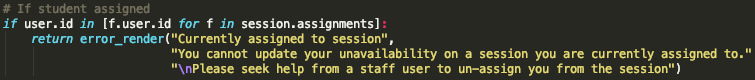 # If student assigned
if user.id in [f.user.id for f in session.assignments]:
    return error_render("Currently assigned to session",
                        "You cannot update your unavailability on a session you are currently assigned to."
                        "\nPlease seek help from a staff user to un-assign you from the session")